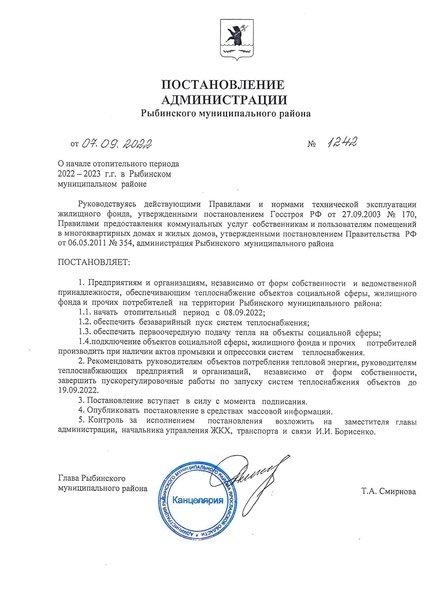 ПОСТАНОВЛЕНИЕ
АДМИНИСТРАЦИИ
Рыбинского муниципального района
от 07.09.2022 № 1242
О начале отопительного периода
2022 – 2023 г.г. в Рыбинском
муниципальном районе
Руководствуясь действующими Правилами и нормами технической эксплуатации
жилищного фонда, утвержденными постановлением Госстроя РФ от 27.09.2003 № 170,
Правилами предоставления коммунальных услуг собственникам и пользователям помещений
в многоквартирных домах и жилых домов, утвержденными постановлением Правительства РФ
от 06.05.2011 № 354, администрация Рыбинского муниципального района
ПОСТАНОВЛЯЕТ:
1. Предприятиям и организациям, независимо от форм собственности и ведомственной
принадлежности, обеспечивающим теплоснабжение объектов социальной сферы, жилищного
фонда и прочих потребителей на территории Рыбинского муниципального района:
1.1. начать отопительный период с 08.09.2022;
1.2. обеспечить безаварийный пуск систем теплоснабжения;
1.3. обеспечить первоочередную подачу тепла на объекты социальной сферы;
1.4.подключение объектов социальной сферы, жилищного фонда и прочих потребителей
производить при наличии актов промывки и опрессовки систем теплоснабжения.
2. Рекомендовать руководителям объектов потребления тепловой энергии, руководителям
теплоснабжающих предприятий и организаций, независимо от форм собственности,
завершить пускорегулировочные работы по запуску систем теплоснабжения объектов до
19.09.2022.
3. Постановление вступает в силу с момента подписания.
4. Опубликовать постановление в средствах массовой информации.
5. Контроль за исполнением постановления возложить на заместителя главы
администрации, начальника управления ЖКХ, транспорта и связи И.И. Борисенко.
Глава Рыбинского
муниципального района Т.А. Смирнова
Канцелярия